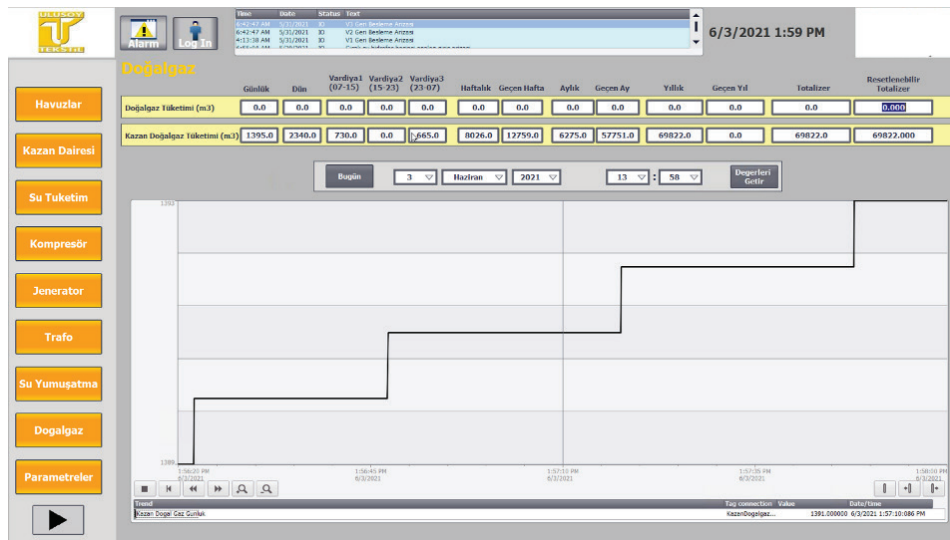 ULUSOY
TEKSTİL
Alarm
Log In
Time Date Status Text
6:42:47 AM 5/31/2021 IO V3 Geri Besleme Arızası
6:42:47 AM 5/31/2021 IO V2 Geri Besleme Arızası
4:13:38 AM 5/31/2021 IO V1 Geri Besleme Arızası
6/3/2021 1:59 PM
Doğalgaz
Günlük Dün Vardiya1 (07-15) Vardiya2 (15-23) Vardiya3 (23-07) Haftalık Geçen Hafta Aylık Geçen Ay Yıllık Geçen Yıl Totalizer Resetlenebilir Totalizer
Doğalgaz Tüketimi (m3) 0.0 0.0 0.0 0.0 0.0 0.0 0.0 0.0 0.0 0.0 0.0 0.0 0.000
Kazan Doğalgaz Tüketimi (m3) 1395.0 2340.0 730.0 0.0 665.0 8026.0 12759.0 6275.0 57751.0 69822.0 0.0 69822.0 69822.000
Havuzlar
Kazan Dairesi
Su Tuketim
Kompresör
Jenerator
Trafo
Su Yumuşatma
Dogalgaz
Parametreler
Bugün 3 Haziran 2021 13 : 58 Degerleri Getir
1393
1389
1:56:20 PM 1:56:45 PM 1:57:10 PM 1:57:35 PM 1:58:00 PM
6/3/2021 6/3/2021 6/3/2021 6/3/2021 6/3/2021
Trend Tag connection Value Date/time
Kazan Dogal Gaz Gunluk KazanDogalgaz... 1391.000000 6/3/2021 1:57:10:086 PM